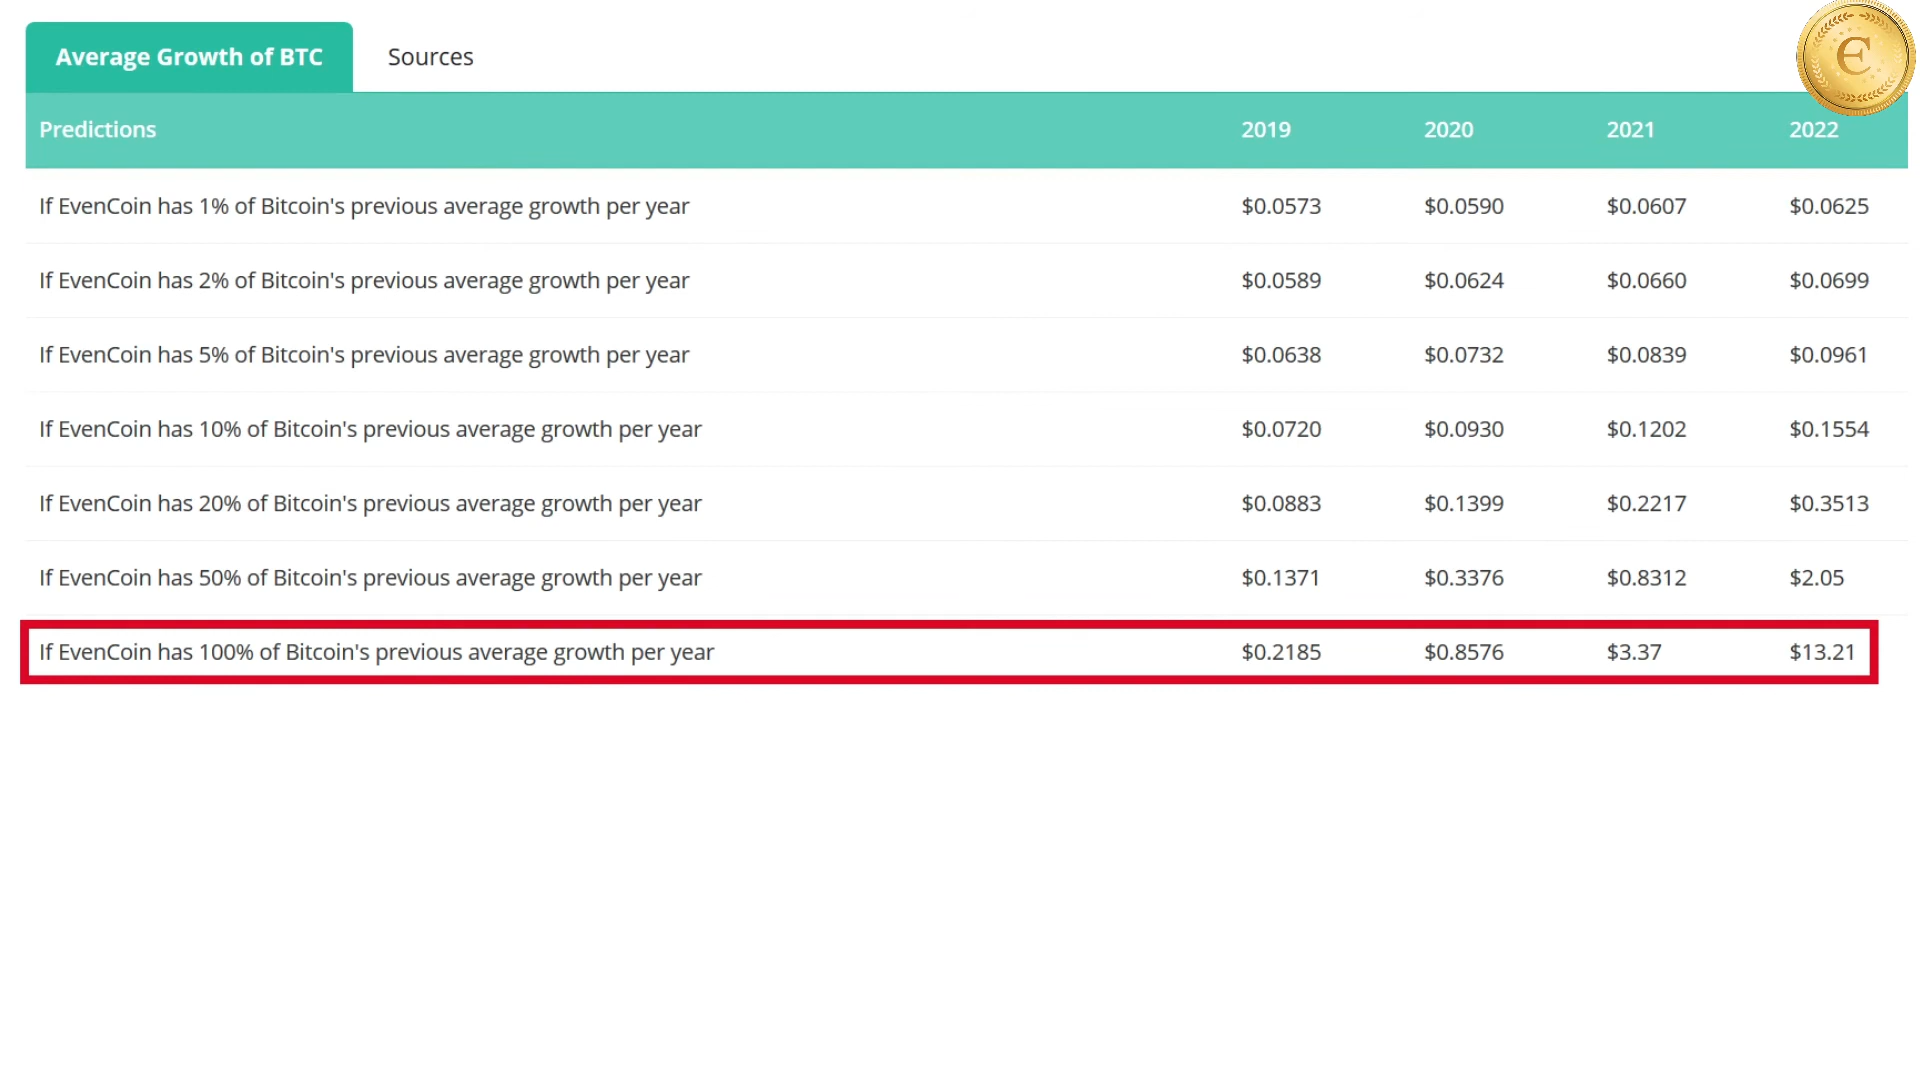 Average Growth of BTC Sources
Predictions 2019 2020 2021 2022
If EvenCoin has 1% of Bitcoin's previous average growth per year $0.0573 $0.0590 $0.0607 $0.0625
If EvenCoin has 2% of Bitcoin's previous average growth per year $0.0589 $0.0624 $0.0660 $0.0699
If EvenCoin has 5% of Bitcoin's previous average growth per year $0.0638 $0.0732 $0.0839 $0.0961
If EvenCoin has 10% of Bitcoin's previous average growth per year $0.0720 $0.0930 $0.1202 $0.1554
If EvenCoin has 20% of Bitcoin's previous average growth per year $0.0883 $0.1399 $0.2217 $0.3513
If EvenCoin has 50% of Bitcoin's previous average growth per year $0.1371 $0.3376 $0.8312 $2.05
If EvenCoin has 100% of Bitcoin's previous average growth per year $0.2185 $0.8576 $3.37 $13.21